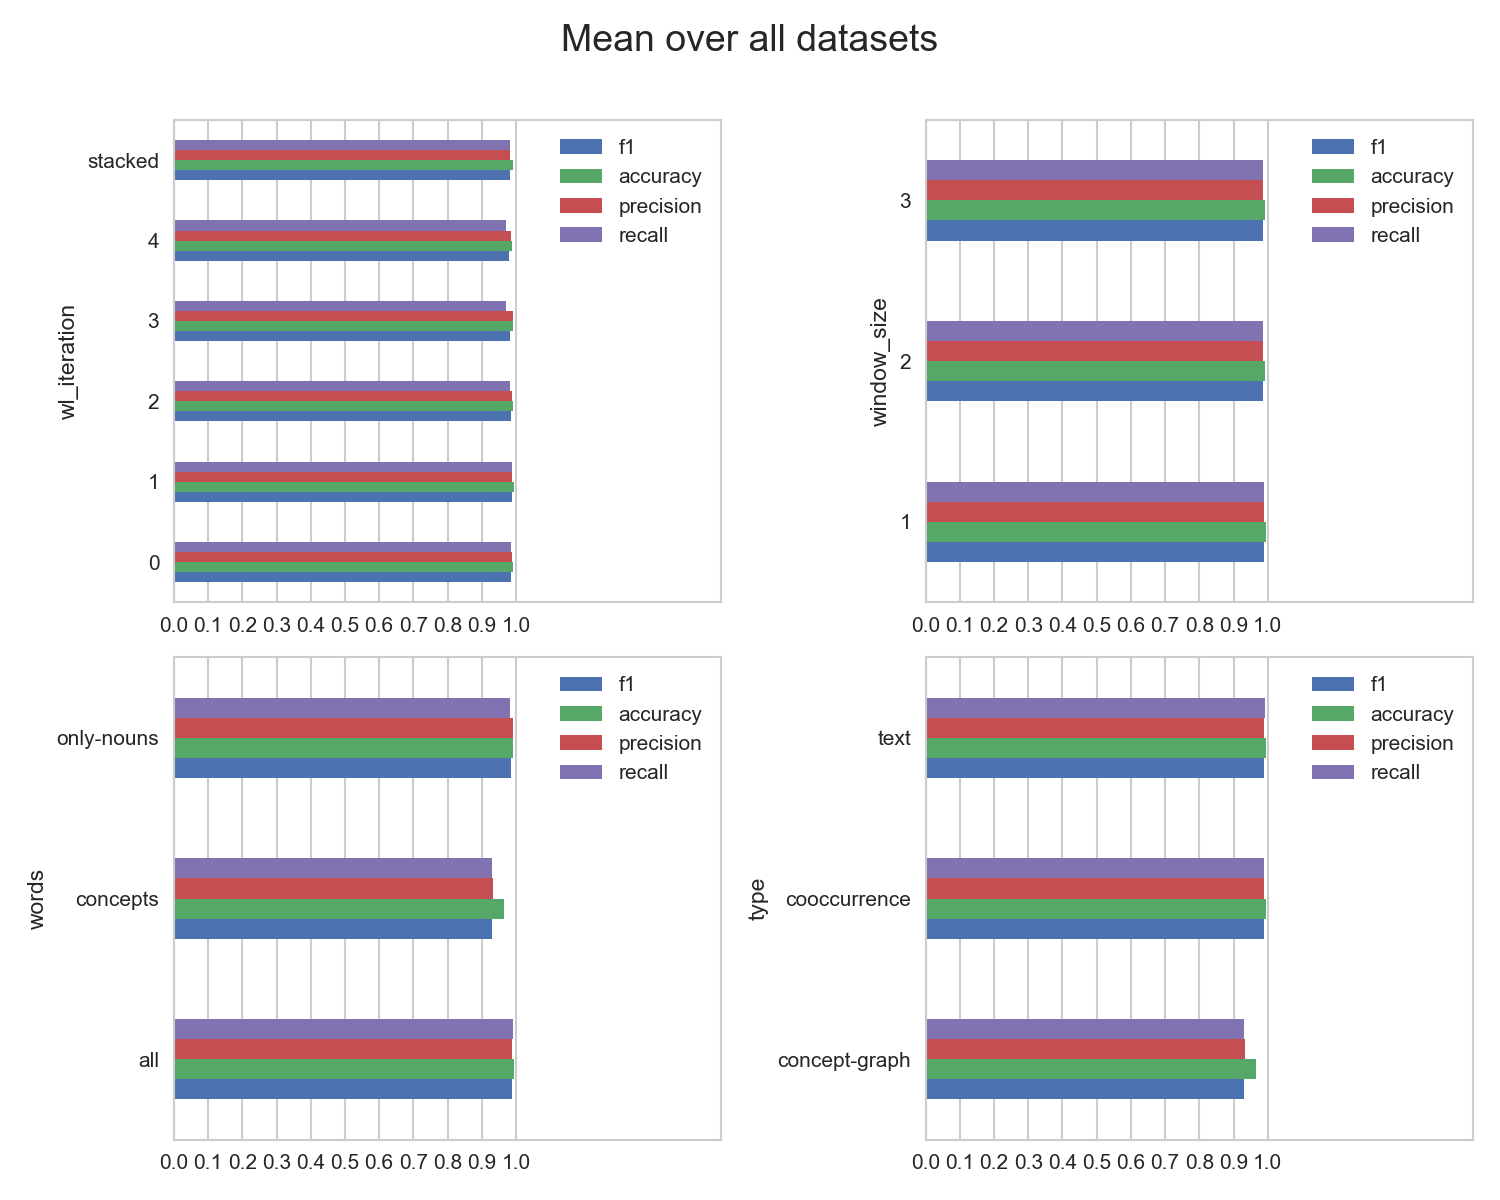 Mean over all datasets
wl_iteration
stacked
4
3
2
1
0
0.0 0.1 0.2 0.3 0.4 0.5 0.6 0.7 0.8 0.9 1.0
f1
accuracy
precision
recall
window_size
3
2
1
0.0 0.1 0.2 0.3 0.4 0.5 0.6 0.7 0.8 0.9 1.0
f1
accuracy
precision
recall
words
only-nouns
concepts
all
0.0 0.1 0.2 0.3 0.4 0.5 0.6 0.7 0.8 0.9 1.0
f1
accuracy
precision
recall
type
text
cooccurrence
concept-graph
0.0 0.1 0.2 0.3 0.4 0.5 0.6 0.7 0.8 0.9 1.0
f1
accuracy
precision
recall